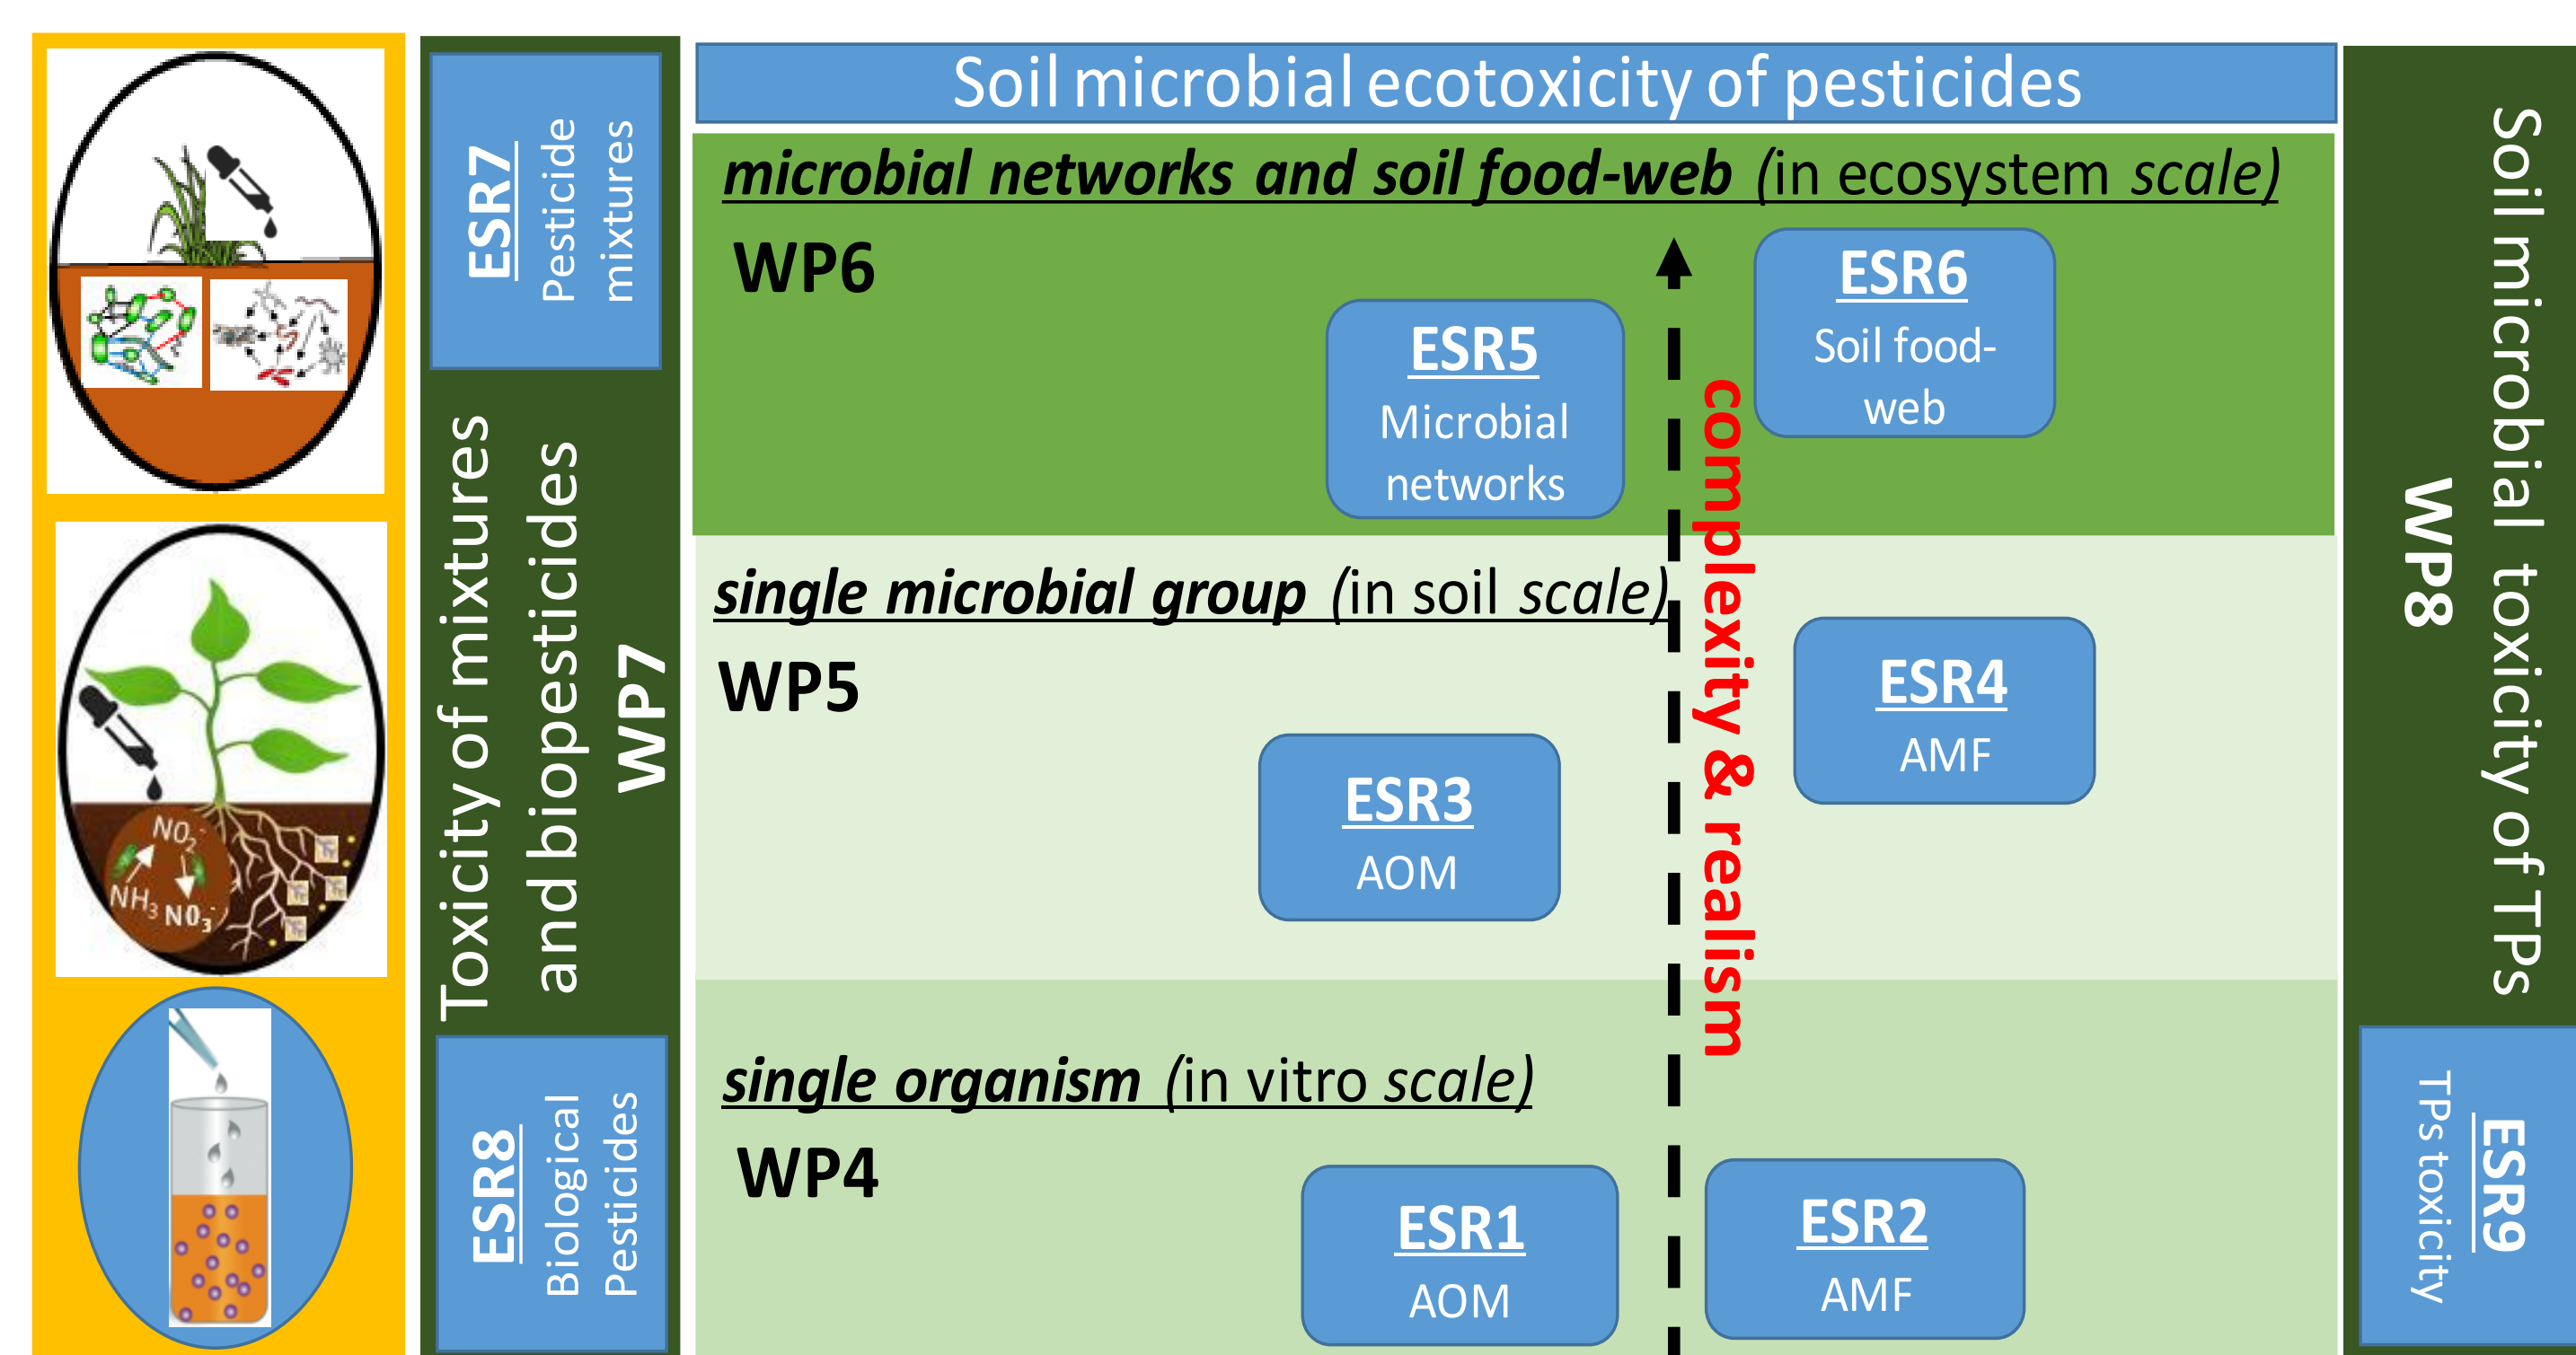 Soil microbial ecotoxicity of pesticides
ESR7
Pesticide
mixtures
Toxicity of mixtures
and biopesticides
WP7
ESR8
Biological
Pesticides
microbial networks and soil food-web (in ecosystem scale)
WP6
ESR5
Microbial
networks
ESR6
Soil food-
web
single microbial group (in soil scale)
WP5
ESR3
AOM
ESR4
AMF
single organism (in vitro scale)
WP4
ESR1
AOM
ESR2
AMF
complexity & realism
Soil microbial toxicity of TPs
WP8
ESR9
TPs toxicity
NO2-
NH3
NO3-